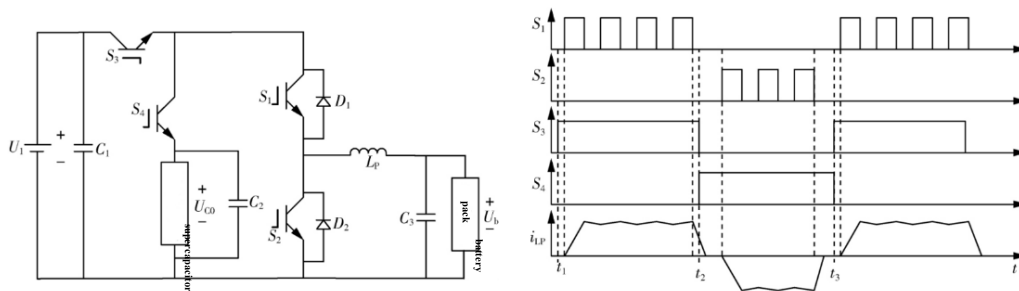 S3
S4
S1
D1
U1
+
−
C1
LP
+
UC0
−
C2
S2
D2
C3
+
Ub
−
supercapacitor
battery
pack
S1
S2
S3
S4
iLP
t1
t2
t3
t